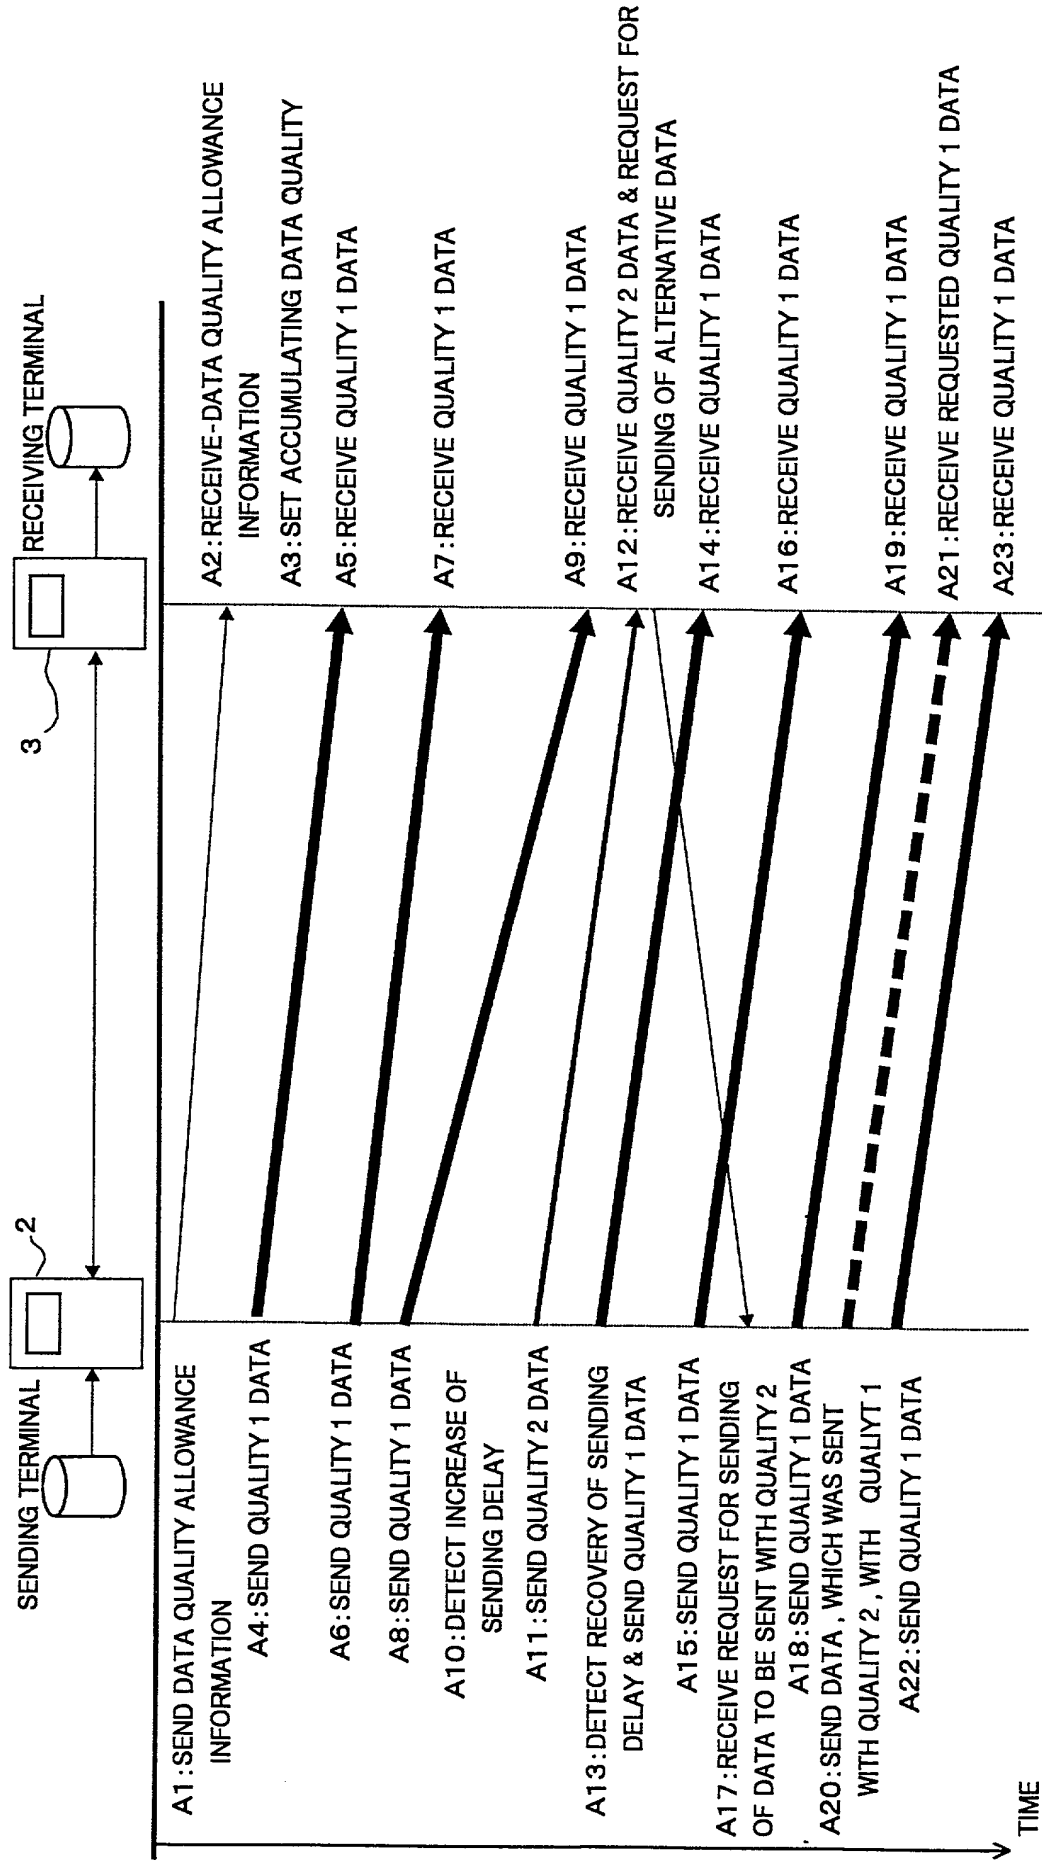 SENDING TERMINAL
2
3
RECEIVING TERMINAL
A1:SEND DATA QUALITY ALLOWANCE
INFORMATION
A4:SEND QUALITY 1 DATA
A6:SEND QUALITY 1 DATA
A8:SEND QUALITY 1 DATA
A10:DETECT INCREASE OF
SENDING DELAY
A11:SEND QUALITY 2 DATA
A13:DETECT RECOVERY OF SENDING
DELAY & SEND QUALITY 1 DATA
A15:SEND QUALITY 1 DATA
A17:RECEIVE REQUEST FOR SENDING
OF DATA TO BE SENT WITH QUALITY 2
A18:SEND QUALITY 1 DATA
A20:SEND DATA, WHICH WAS SENT
WITH QUALITY 2, WITH QUALIYT 1
A22:SEND QUALITY 1 DATA
TIME
A2:RECEIVE-DATA QUALITY ALLOWANCE
INFORMATION
A3:SET ACCUMULATING DATA QUALITY
A5:RECEIVE QUALITY 1 DATA
A7:RECEIVE QUALITY 1 DATA
A9:RECEIVE QUALITY 1 DATA
A12:RECEIVE QUALITY 2 DATA & REQUEST FOR
SENDING OF ALTERNATIVE DATA
A14:RECEIVE QUALITY 1 DATA
A16:RECEIVE QUALITY 1 DATA
A19:RECEIVE QUALITY 1 DATA
A21:RECEIVE REQUESTED QUALITY 1 DATA
A23:RECEIVE QUALITY 1 DATA